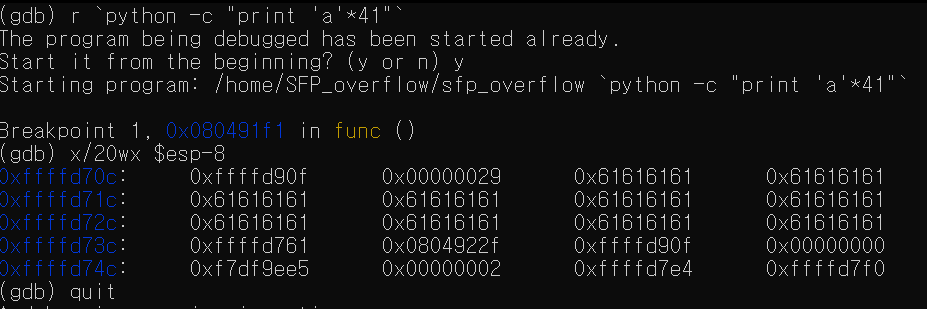 (gdb) r `python -c "print 'a'*41"`
The program being debugged has been started already.
Start it from the beginning? (y or n) y
Starting program: /home/SFP_overflow/sfp_overflow `python -c "print 'a'*41"`
Breakpoint 1, 0x080491f1 in func ()
(gdb) x/20wx $esp-8
0xffffd70c: 0xffffd90f 0x00000029 0x61616161 0x61616161
0xffffd71c: 0x61616161 0x61616161 0x61616161 0x61616161
0xffffd72c: 0x61616161 0x61616161 0x61616161 0x61616161
0xffffd73c: 0xffffd761 0x0804922f 0xffffd90f 0x00000000
0xffffd74c: 0xf7df9ee5 0x00000002 0xffffd7e4 0xffffd7f0
(gdb) quit